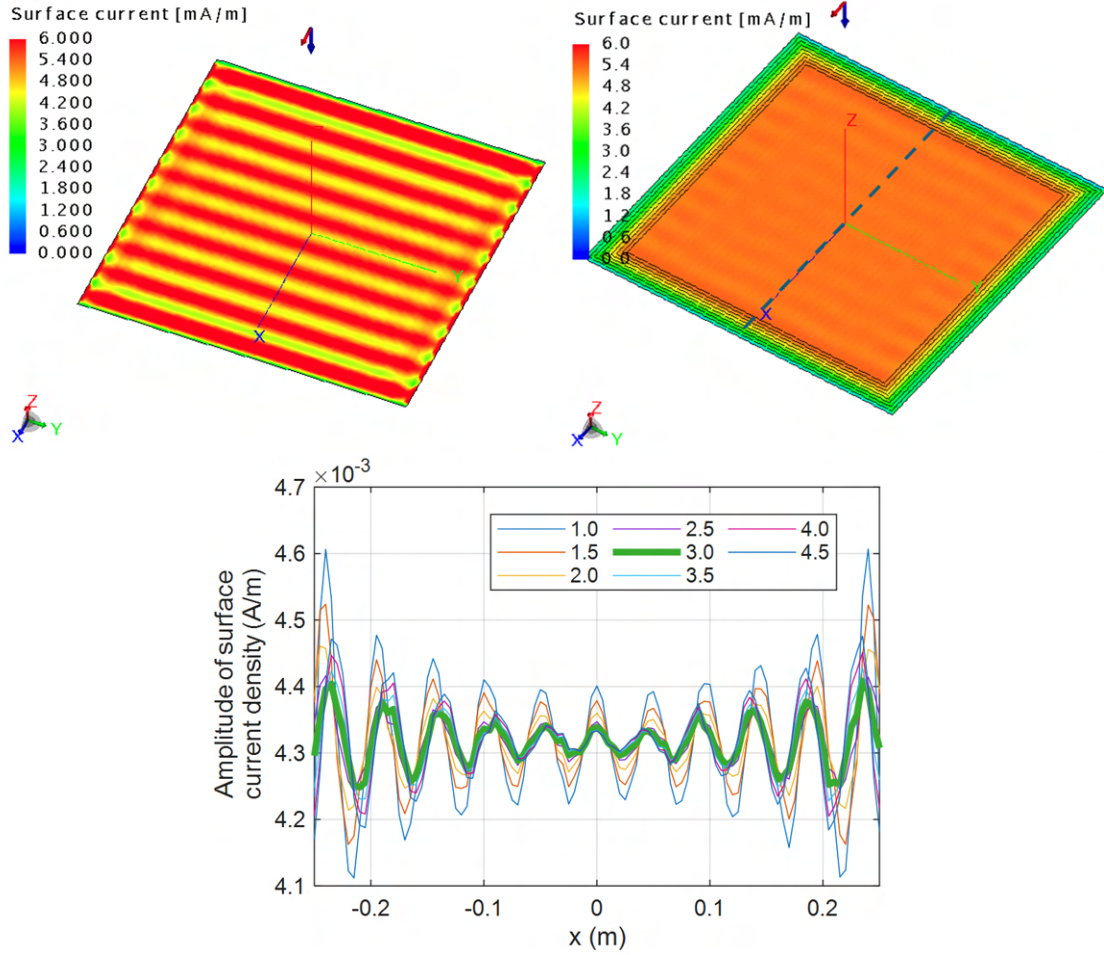 Surface current [mA/m]
6.000
4.800
4.200
3.600
3.000
2.400
1.800
1.200
0.600
0.000
X
Y
Z
X
Y
Surface current [mA/m]
6.0
5.4
4.8
4.2
3.6
3.0
2.4
1.8
1.2
0.6
0.0
Z
X
Y
Z
X
Y
×10-3
4.7
4.6
4.5
4.4
4.3
4.2
4.1
Amplitude of surface
current density (A/m)
1.0
1.5
2.0
2.5
3.0
3.5
4.0
4.5
-0.2
-0.1
0
0.1
0.2
x (m)